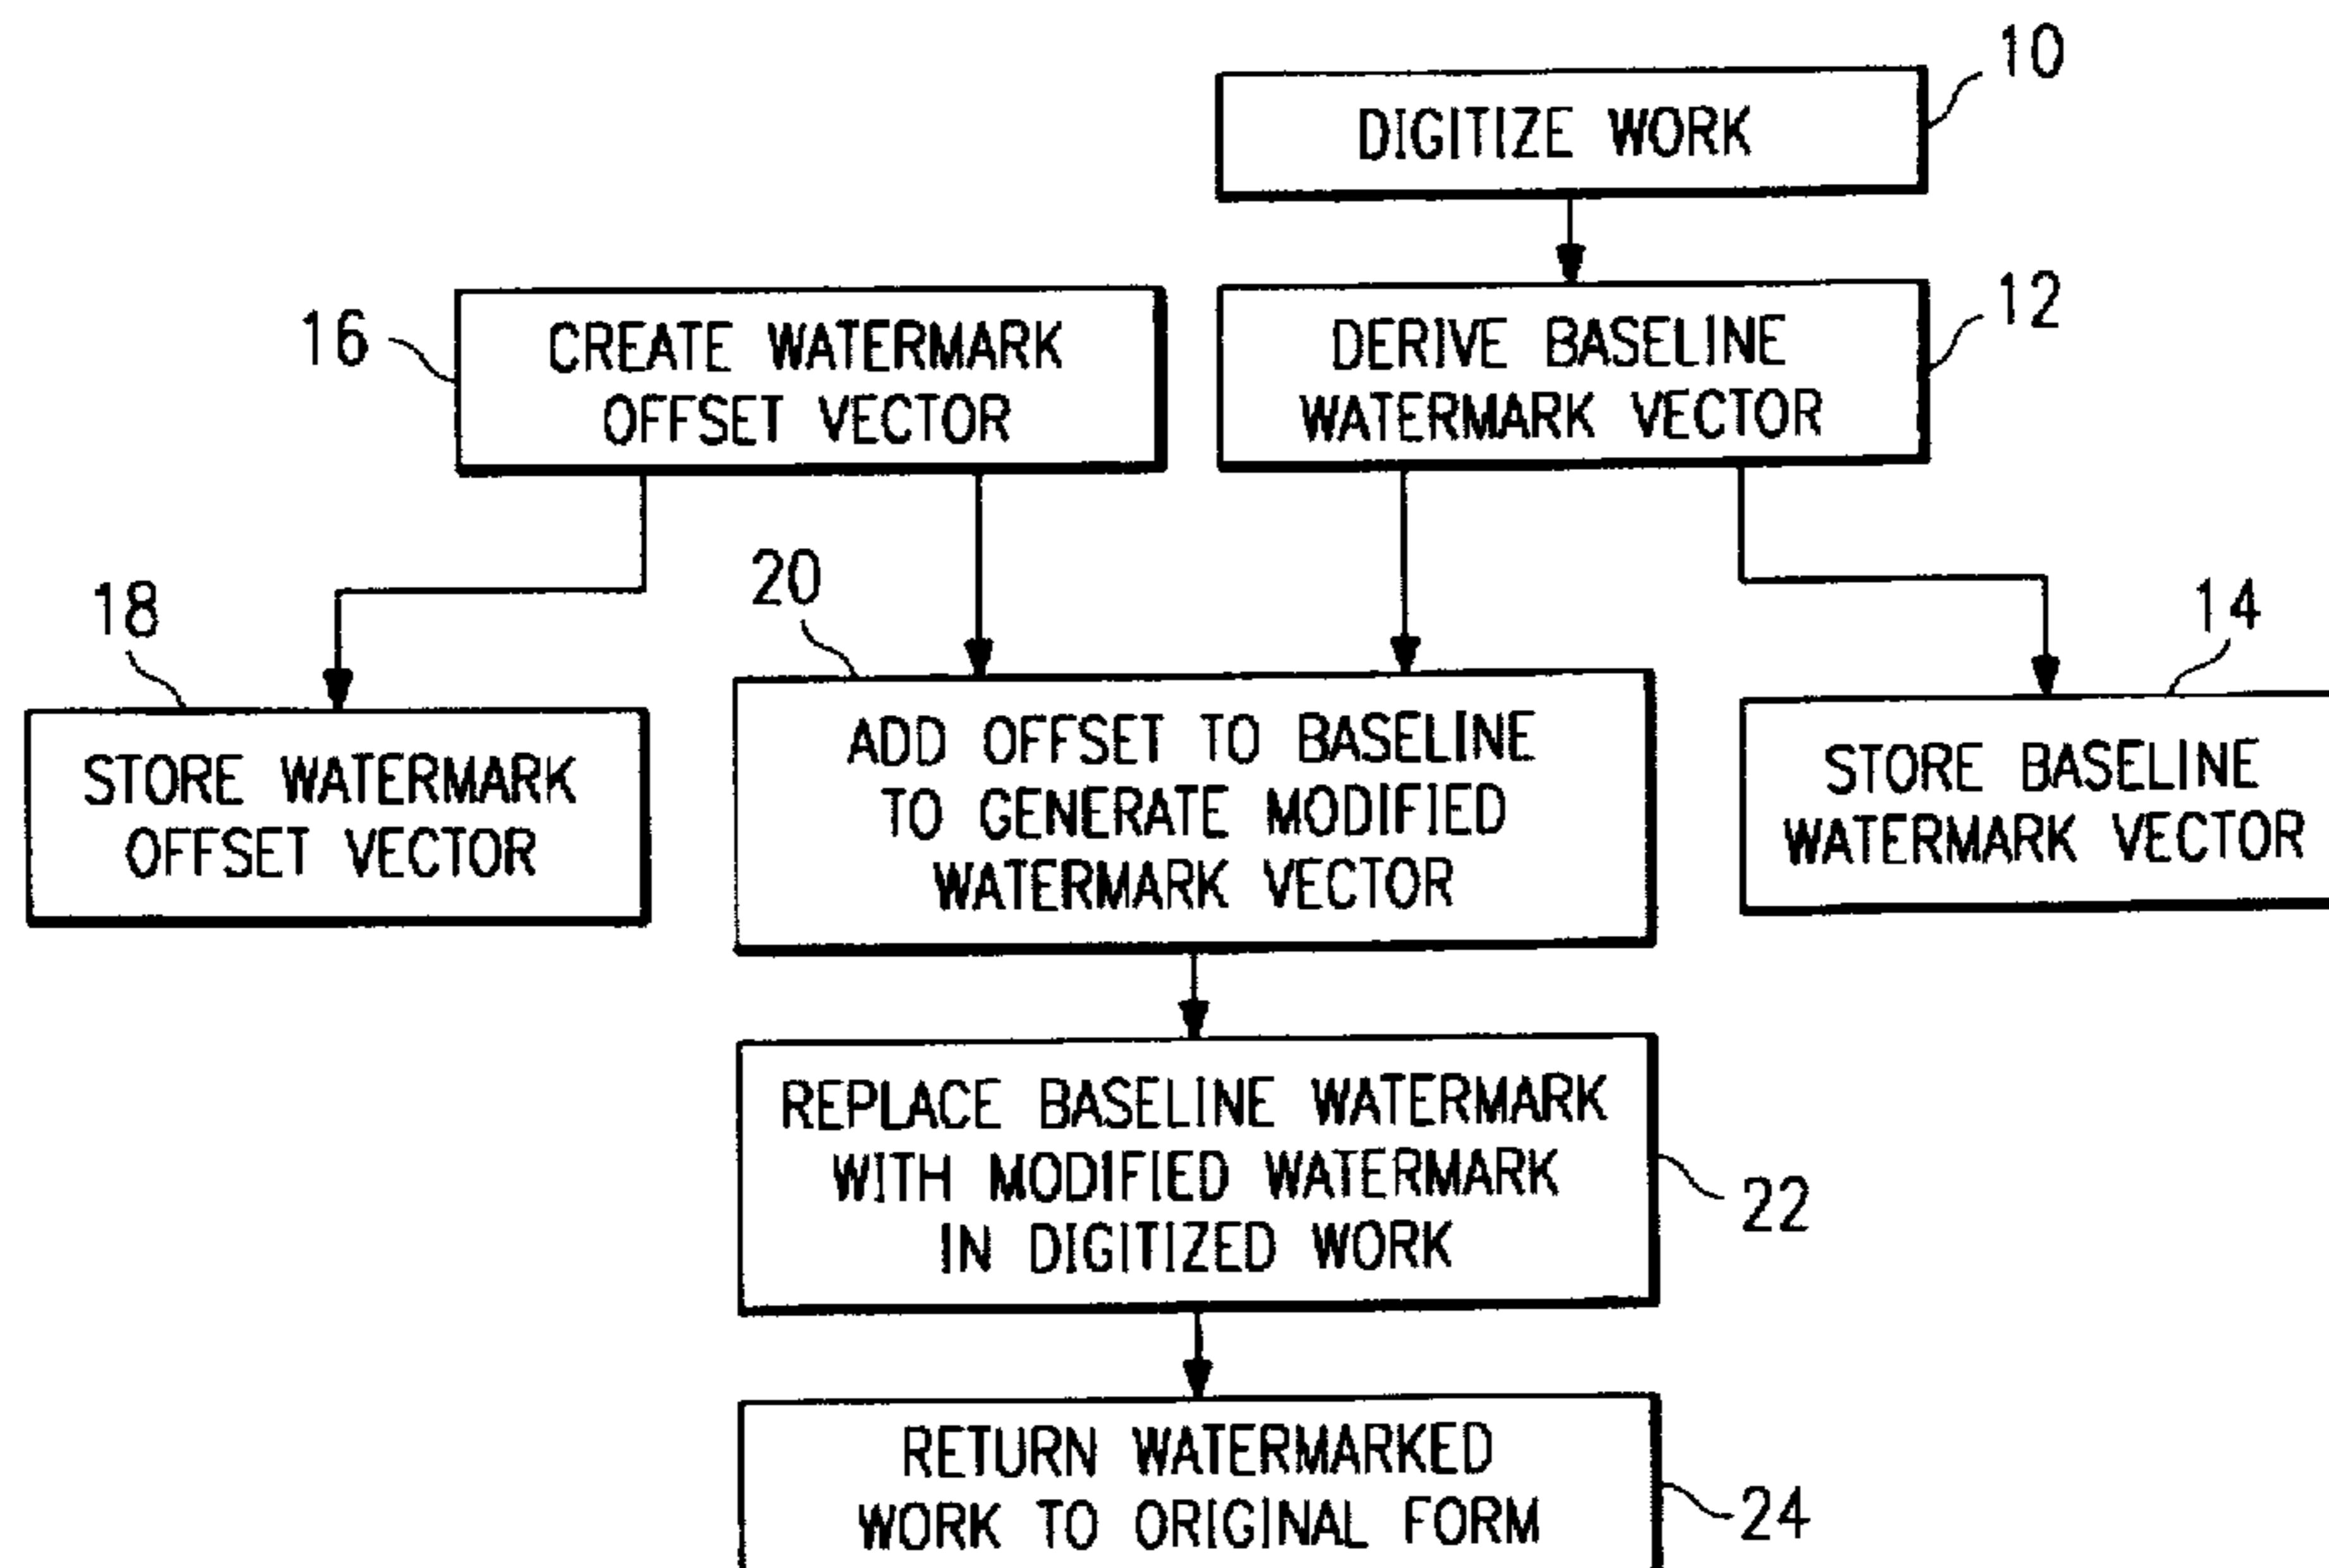 10
DIGITIZE WORK
16
CREATE WATERMARK
OFFSET VECTOR
12
DERIVE BASELINE
WATERMARK VECTOR
18
STORE WATERMARK
OFFSET VECTOR
20
ADD OFFSET TO BASELINE
TO GENERATE MODIFIED
WATERMARK VECTOR
14
STORE BASELINE
WATERMARK VECTOR
REPLACE BASELINE WATERMARK
WITH MODIFIED WATERMARK
IN DIGITIZED WORK
22
RETURN WATERMARKED
WORK TO ORIGINAL FORM
24